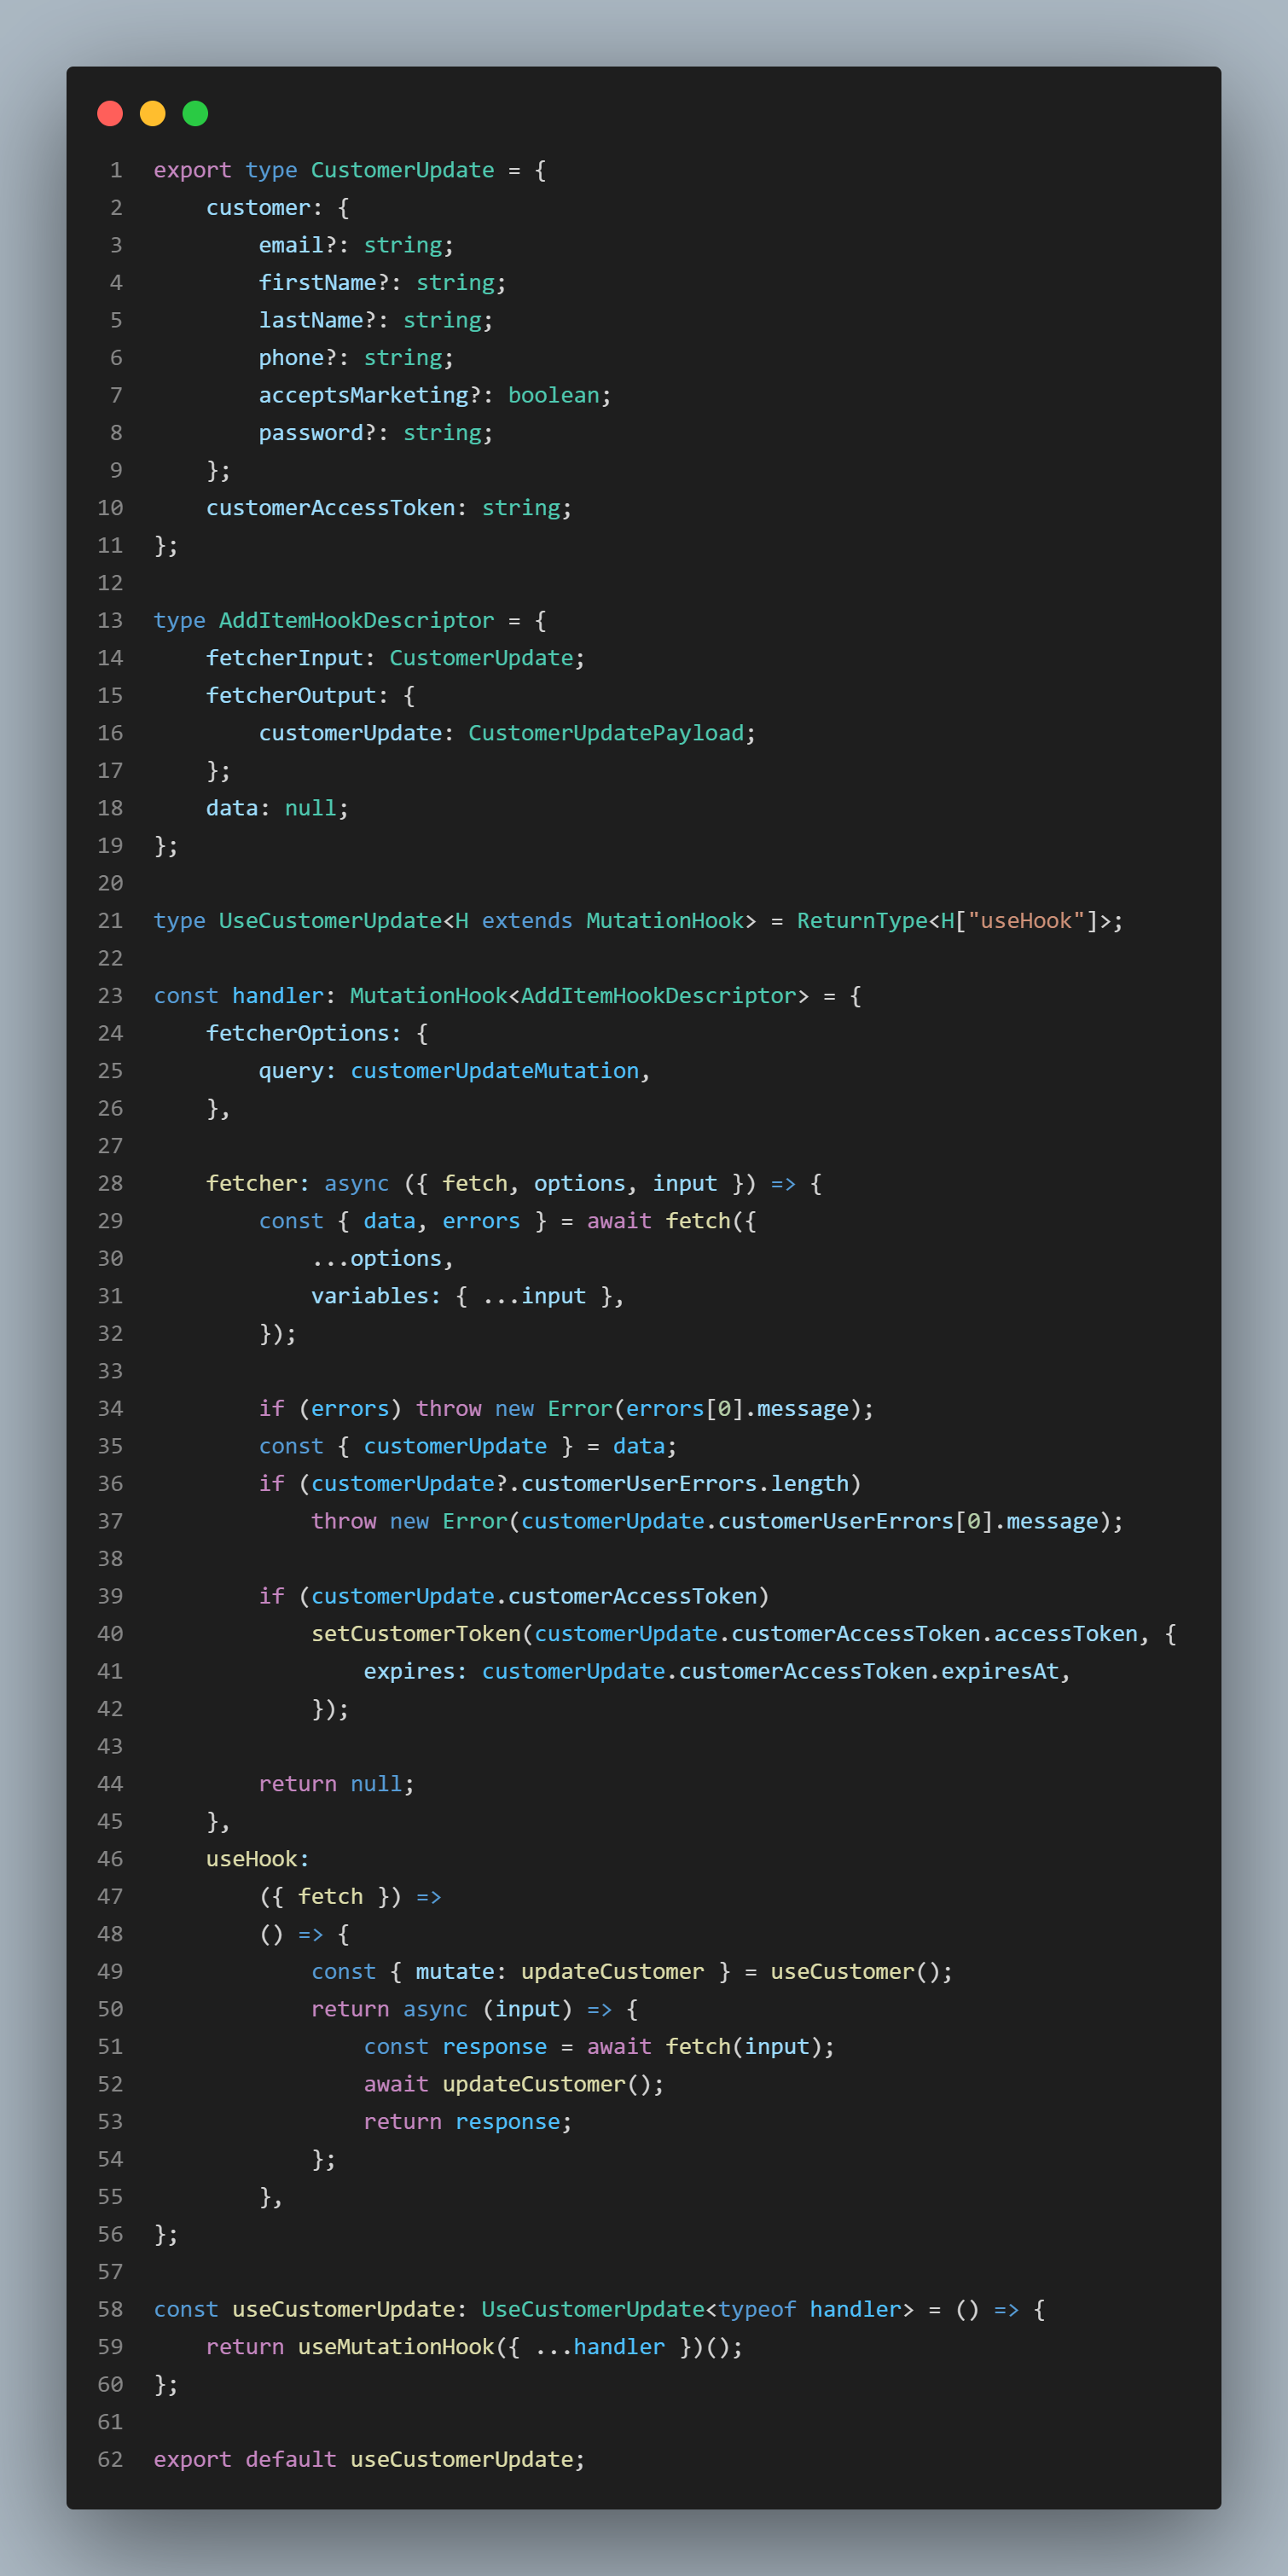 1 export type CustomerUpdate = {
2     customer: {
3         email?: string;
4         firstName?: string;
5         lastName?: string;
6         phone?: string;
7         acceptsMarketing?: boolean;
8         password?: string;
9     };
10     customerAccessToken: string;
11 };
12
13 type AddItemHookDescriptor = {
14     fetcherInput: CustomerUpdate;
15     fetcherOutput: {
16         customerUpdate: CustomerUpdatePayload;
17     };
18     data: null;
19 };
20
21 type UseCustomerUpdate<H extends MutationHook> = ReturnType<H["useHook"]>;
22
23 const handler: MutationHook<AddItemHookDescriptor> = {
24     fetcherOptions: {
25         query: customerUpdateMutation,
26     },
27
28     fetcher: async ({ fetch, options, input }) => {
29         const { data, errors } = await fetch({
30             ...options,
31             variables: { ...input },
32         });
33
34         if (errors) throw new Error(errors[0].message);
35         const { customerUpdate } = data;
36         if (customerUpdate?.customerUserErrors.length)
37             throw new Error(customerUpdate.customerUserErrors[0].message);
38
39         if (customerUpdate.customerAccessToken)
40             setCustomerToken(customerUpdate.customerAccessToken.accessToken, {
41                 expires: customerUpdate.customerAccessToken.expiresAt,
42             });
43
44         return null;
45     },
46     useHook:
47         ({ fetch }) =>
48         () => {
49             const { mutate: updateCustomer } = useCustomer();
50             return async (input) => {
51                 const response = await fetch(input);
52                 await updateCustomer();
53                 return response;
54             };
55         },
56 };
57
58 const useCustomerUpdate: UseCustomerUpdate<typeof handler> = () => {
59     return useMutationHook({ ...handler })();
60 };
61
62 export default useCustomerUpdate;